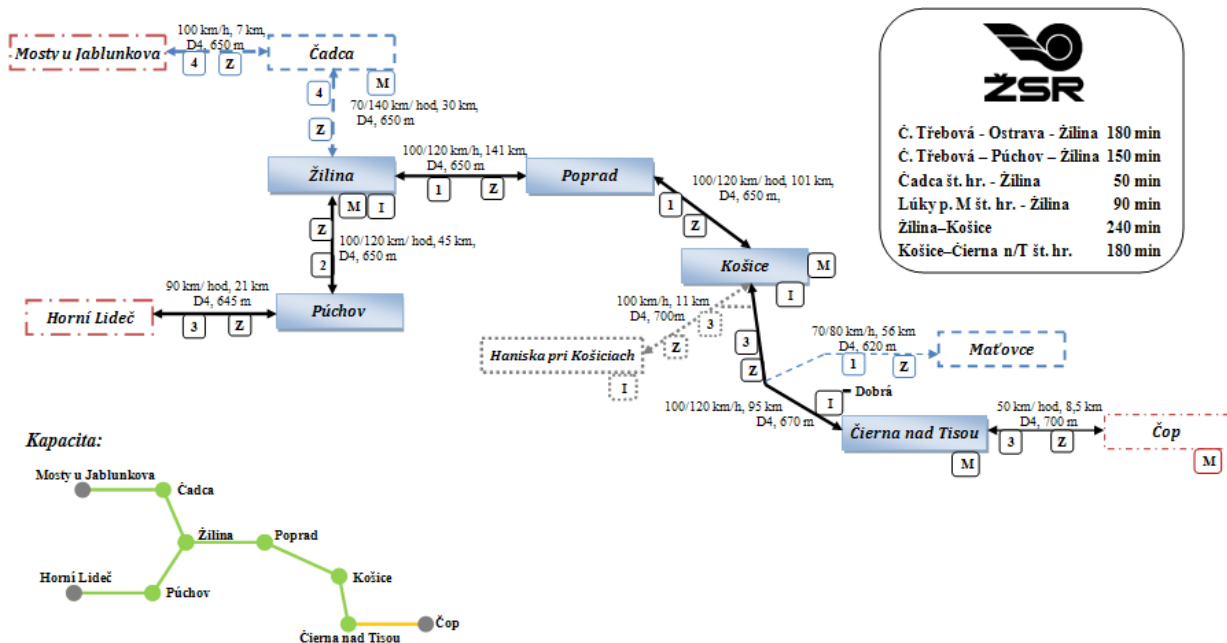 100 km/h, 7 km,
D4, 650 m
Mosty u Jablunkova
4
Z
Čadca
M
4
70/140 km/ hod, 30 km,
D4, 650 m
Z
Žilina
M
I
100/120 km/h, 141 km,
D4, 650 m
1
Z
Poprad
100/120 km/ hod, 101 km,
D4, 650 m,
1
Z
Košice
M
I
Z
100/120 km/ hod, 45 km,
D4, 650 m
2
Púchov
90 km/ hod, 21 km
D4, 645 m
Horní Lideč
3
Z
100 km/h, 11 km
D4, 700m
3
Z
Haniska pri Košiciach
I
3
Z
70/80 km/h, 56 km
D4, 620 m
1
Z
Maťovce
100/120 km/h, 95 km
D4, 670 m
I
Dobrá
Čierna nad Tisou
M
50 km/ hod, 8,5 km,
D4, 700 m
3
Z
Čop
M
ŽSR
Č. Třebová - Ostrava - Žilina 180 min
Č. Třebová – Púchov – Žilina 150 min
Čadca št. hr. - Žilina 50 min
Lúky p. M št. hr. - Žilina 90 min
Žilina–Košice 240 min
Košice–Čierna n/T št. hr. 180 min
Kapacita:
Mosty u Jablunkova
Čadca
Žilina
Poprad
Horní Lideč
Púchov
Košice
Čierna nad Tisou
Čop